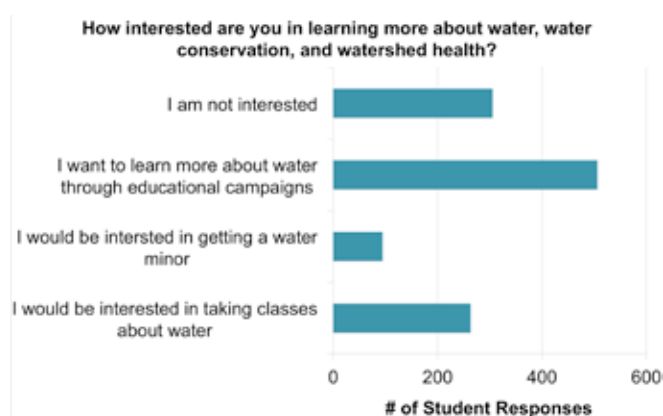 How interested are you in learning more about water, water
conservation, and watershed health?
I am not interested
I want to learn more about water
through educational campaigns
I would be intersted in getting a water
minor
I would be interested in taking classes
about water
0 200 400 600
# of Student Responses